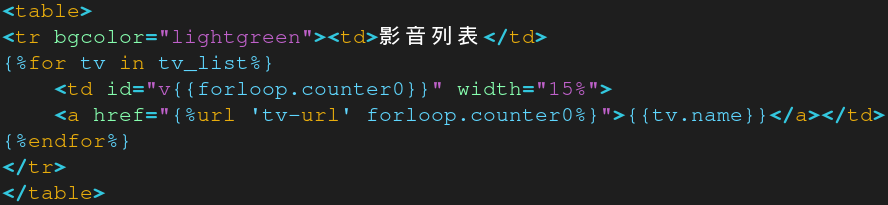 <table>
<tr bgcolor="lightgreen"><td>影音列表</td>
{%for tv in tv_list%}
    <td id="v{{forloop.counter0}}" width="15%">
    <a href="{%url 'tv-url' forloop.counter0%}">{{tv.name}}</a></td>
{%endfor%}
</tr>
</table>